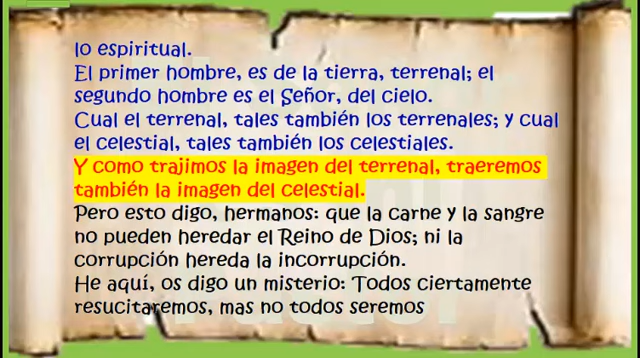 lo espiritual.
El primer hombre, es de la tierra, terrenal; el
segundo hombre es el Señor, del cielo.
Cual el terrenal, tales también los terrenales; y cual
el celestial, tales también los celestiales.
Y como trajimos la imagen del terrenal, traeremos
también la imagen del celestial.
Pero esto digo, hermanos: que la carne y la sangre
no pueden heredar el Reino de Dios; ni la
corrupción hereda la incorrupción.
He aquí, os digo un misterio: Todos ciertamente
resucitaremos, mas no todos seremos